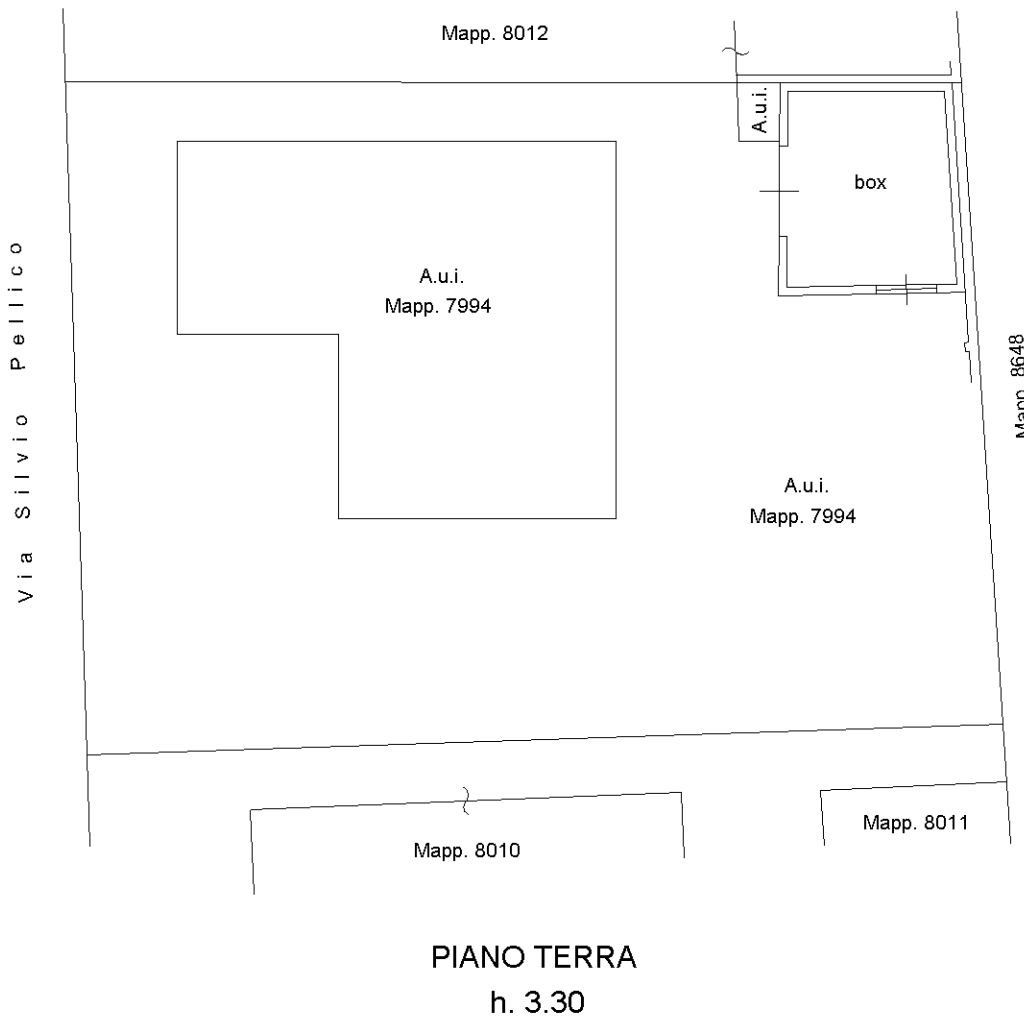 Mapp. 8012
A.u.i.
box
Via Silvio Pellico
A.u.i.
Mapp. 7994
Mapp. 8648
A.u.i.
Mapp. 7994
Mapp. 8011
Mapp. 8010
PIANO TERRA
h. 3.30